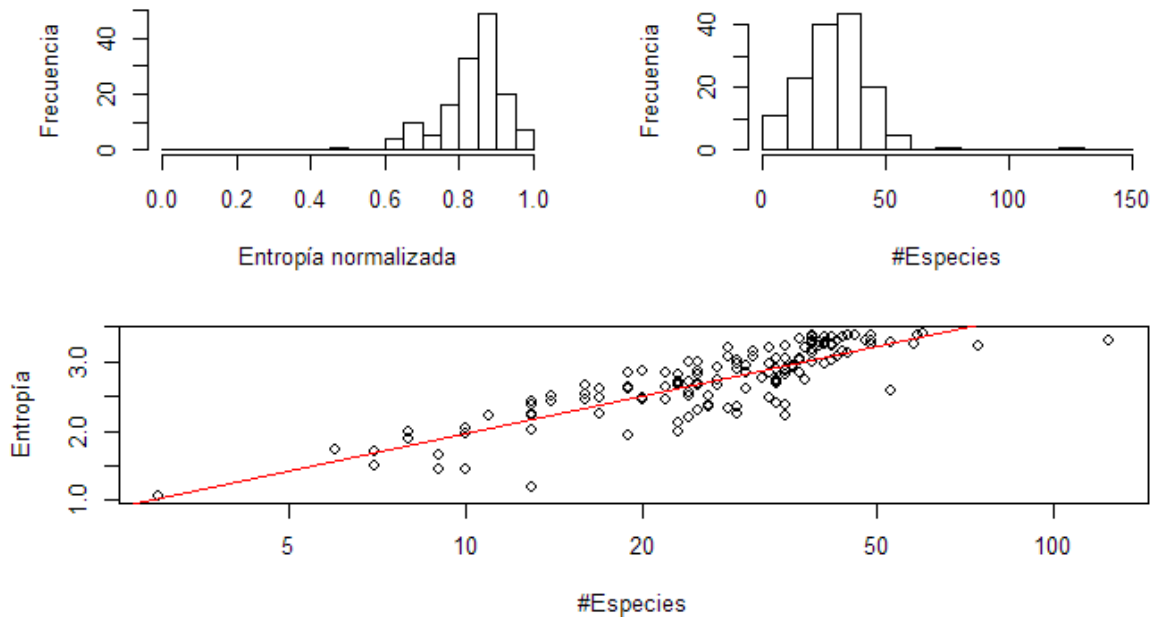 Frecuencia
0 20 40
0.0 0.2 0.4 0.6 0.8 1.0
Entropía normalizada
Frecuencia
0 20 40
0 50 100 150
#Especies
Entropía
1.0 2.0 3.0
5 10 20 50 100
#Especies